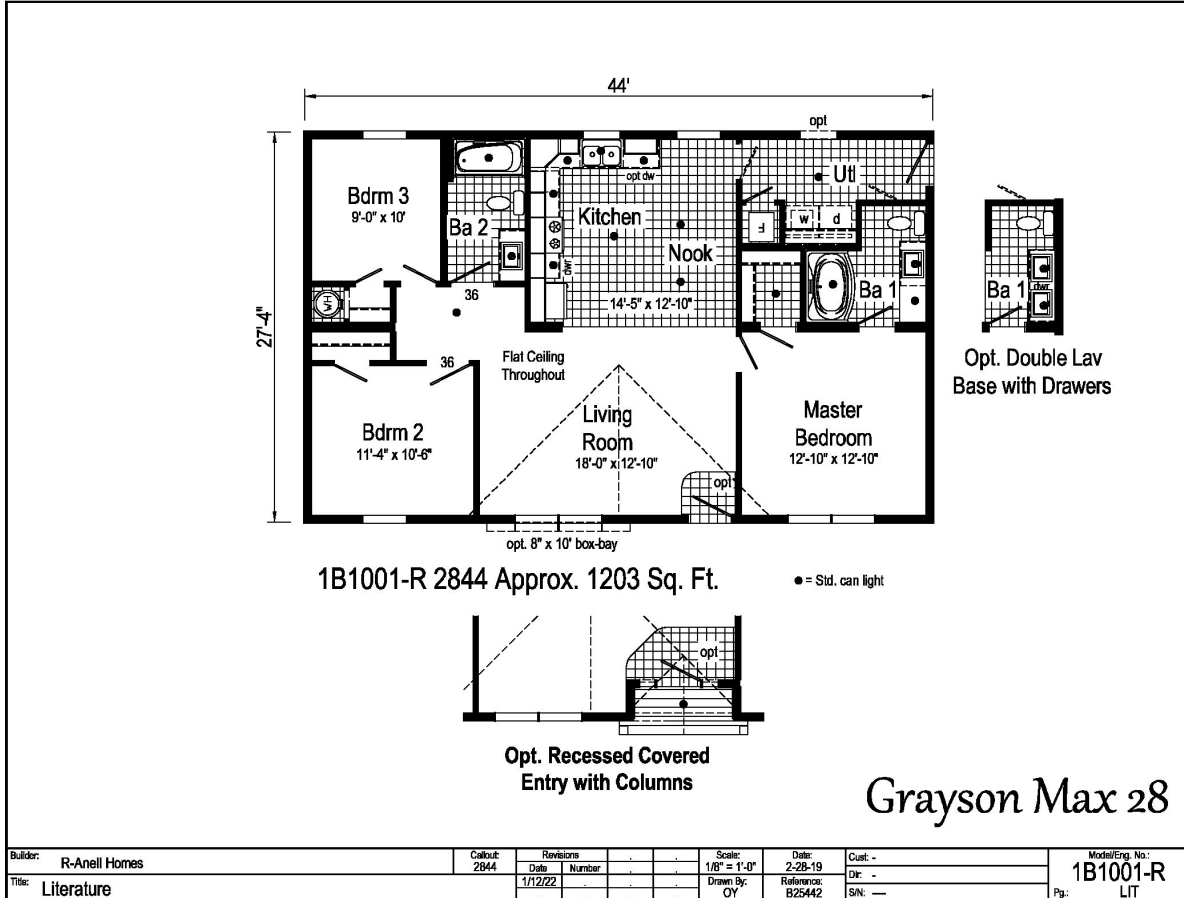 44'
27'-4"
opt
Bdrm 3
9'-0" x 10'
Ba 2
opt dw
Kitchen
Nook
dwr
14'-5" x 12'-10"
Utl
w d
F
Ba 1
WH
36
36
Flat Ceiling
Throughout
Bdrm 2
11'-4" x 10'-6"
Living
Room
18'-0" x 12'-10"
opt
Master
Bedroom
12'-10" x 12'-10"
Ba 1
dwr
Opt. Double Lav
Base with Drawers
opt. 8" x 10' box-bay
1B1001-R 2844 Approx. 1203 Sq. Ft.
= Std. can light
opt
Opt. Recessed Covered
Entry with Columns
Grayson Max 28
Builder: R-Anell Homes
Title: Literature
Callout:
2844
Revisions
Date Number
1/12/22
Scale:
1/8" = 1'-0"
Drawn By:
OY
Date:
2-28-19
Reference:
B25442
Cust: -
Dir: -
S/N: —
Model/Eng. No.:
1B1001-R
Pg.: LIT